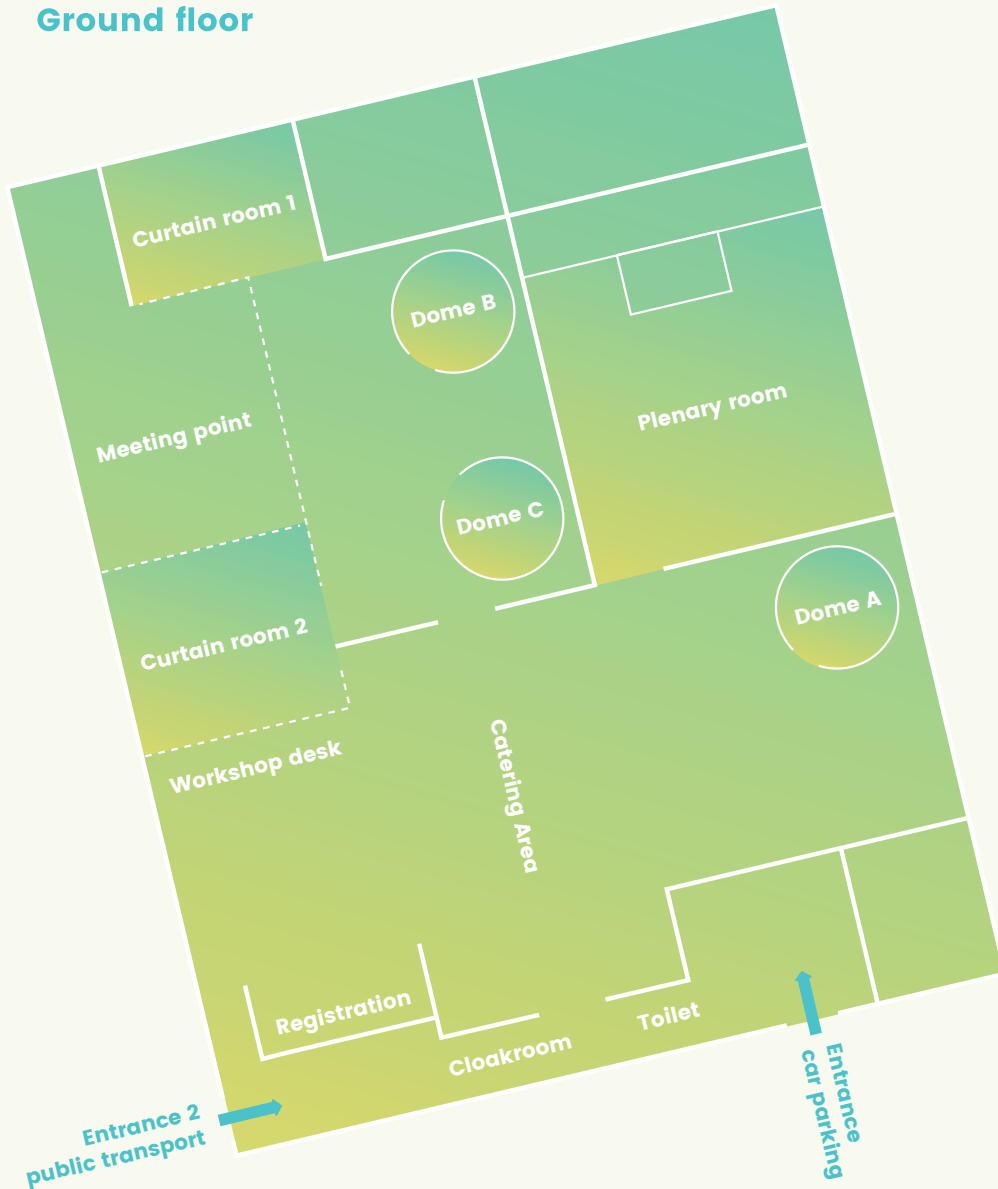 Ground floor
Curtain room 1
Dome B
Plenary room
Meeting point
Dome C
Dome A
Curtain room 2
Workshop desk
Catering Area
Registration
Toilet
Cloakroom
Entrance 2
public transport
Entrance
car parking